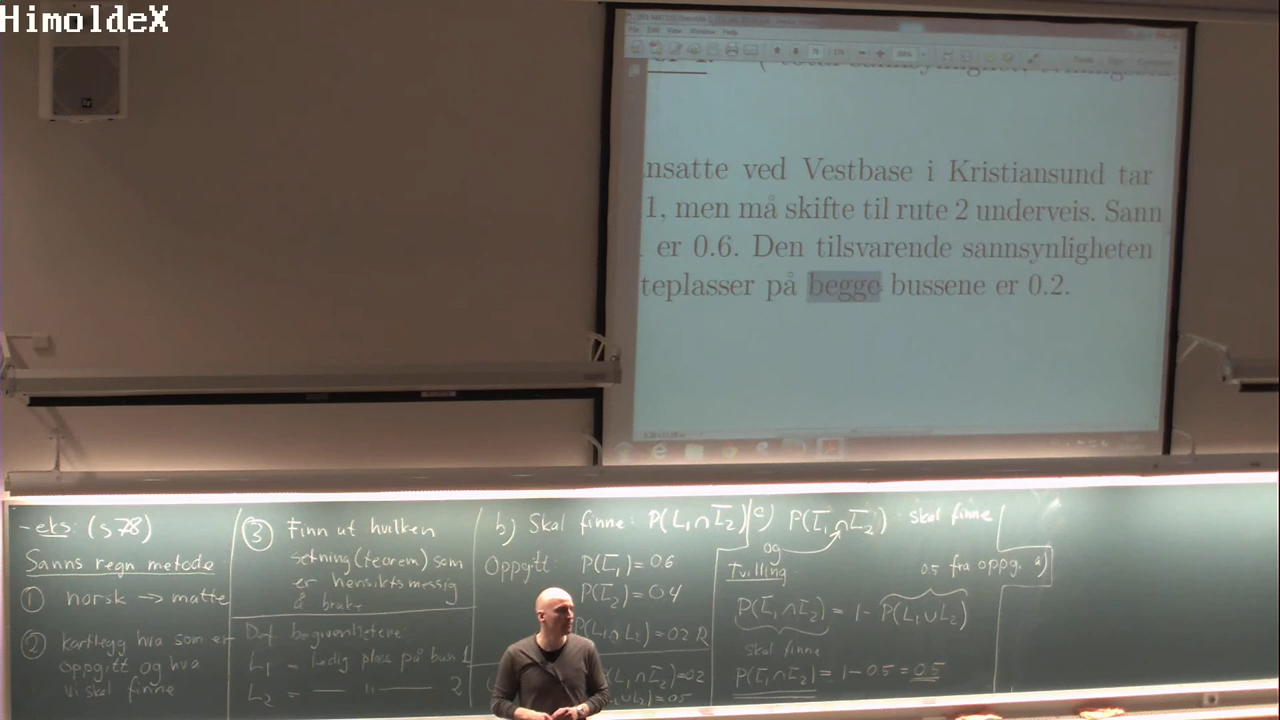 HimoldeX
nsatte ved Vestbase i Kristiansund tar
1, men må skifte til rute 2 underveis. Sann
er 0.6. Den tilsvarende sannsynligheten
teplasser på begge bussene er 0.2.
-eks: (s78)
Sanns regn metode
① norsk → matte
② kartlegg hva som er
oppgitt og hva
vi skal finne
③ Finn ut hvilken
setning (teorem) som
er hensiktsmessig
å bruke
Def begivenhetene:
L₁ = ledig plass på buss 1
L₂ = — 11 — 2
b) Skal finne: P(L₁∩L̅₂)
Oppgitt: P(L̅₁) = 0.6
P(L̅₂) = 0.4
P(L₁∩L₂) = 0.2
c) P(L̅₁∩L̅₂) : skal finne
og
Tvilling: 0.5 fra oppg. a)
P(L̅₁∩L̅₂) = 1 - P(L₁∪L₂)
skal finne
P(L̅₁∩L̅₂) = 1 - 0.5 = 0.5